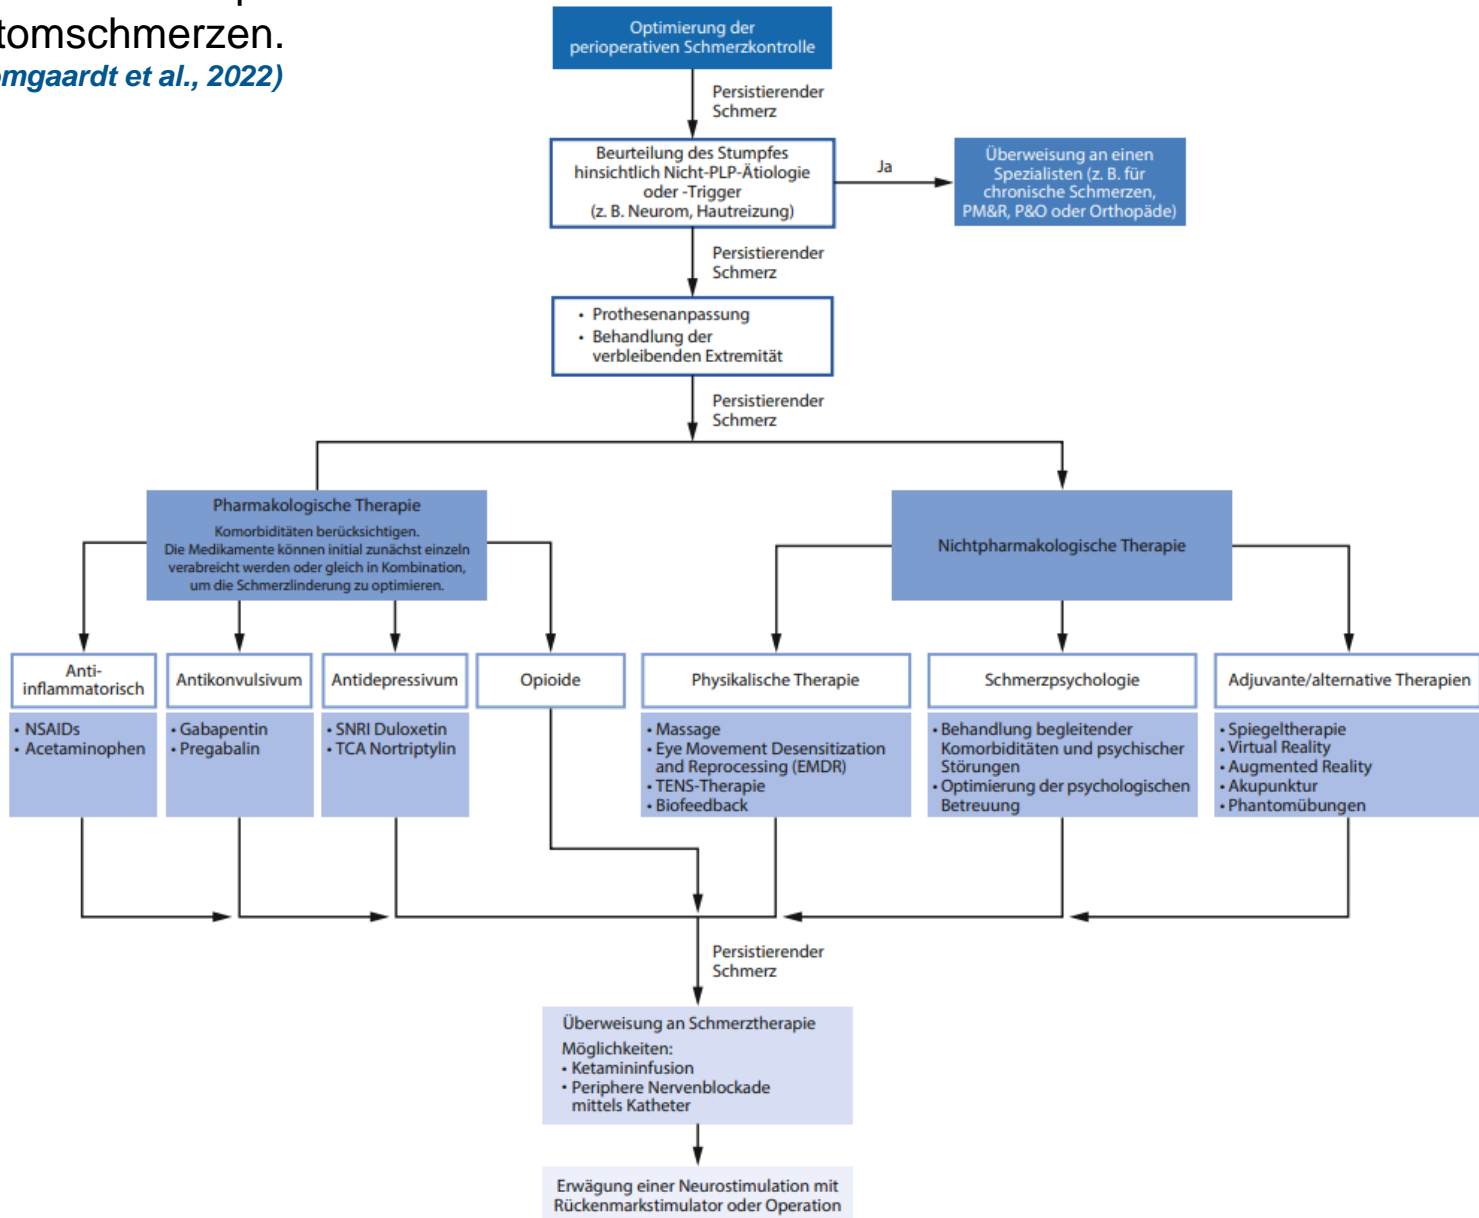 tomschmerzen.
omgaardt et al., 2022)
Optimierung der
perioperativen Schmerzkontrolle
Persistierender
Schmerz
Beurteilung des Stumpfes
hinsichtlich Nicht-PLP-Ätiologie
oder -Trigger
(z. B. Neurom, Hautreizung)
Ja
Überweisung an einen
Spezialisten (z. B. für
chronische Schmerzen,
PM&R, P&O oder Orthopäde)
Persistierender
Schmerz
• Prothesenanpassung
• Behandlung der
verbleibenden Extremität
Persistierender
Schmerz
Pharmakologische Therapie
Komorbiditäten berücksichtigen.
Die Medikamente können initial zunächst einzeln
verabreicht werden oder gleich in Kombination,
um die Schmerzlinderung zu optimieren.
Nichtpharmakologische Therapie
Anti-
inflammatorisch
• NSAIDs
• Acetaminophen
Antikonvulsivum
• Gabapentin
• Pregabalin
Antidepressivum
• SNRI Duloxetin
• TCA Nortriptylin
Opioide
Physikalische Therapie
• Massage
• Eye Movement Desensitization
and Reprocessing (EMDR)
• TENS-Therapie
• Biofeedback
Schmerzpsychologie
• Behandlung begleitender
Komorbiditäten und psychischer
Störungen
• Optimierung der psychologischen
Betreuung
Adjuvante/alternative Therapien
• Spiegeltherapie
• Virtual Reality
• Augmented Reality
• Akupunktur
• Phantomübungen
Persistierender
Schmerz
Überweisung an Schmerztherapie
Möglichkeiten:
• Ketamininfusion
• Periphere Nervenblockade
mittels Katheter
Erwägung einer Neurostimulation mit
Rückenmarkstimulator oder Operation